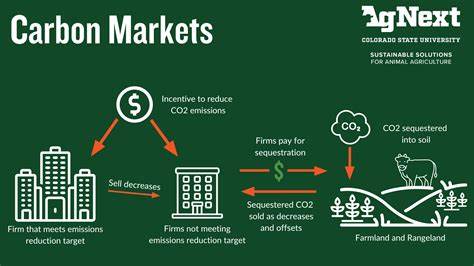 Carbon Markets
AgNext
COLORADO STATE UNIVERSITY
SUSTAINABLE SOLUTIONS
FOR ANIMAL AGRICULTURE
$
Incentive to reduce
CO2 emissions
Firms pay for
sequestration
$
CO2
CO2 sequestered
into soil
Sell decreases
Sequestered CO2
sold as decreases
and offsets
Firm that meets emissions
reduction target
Firms not meeting
emissions reduction target
Farmland and Rangeland